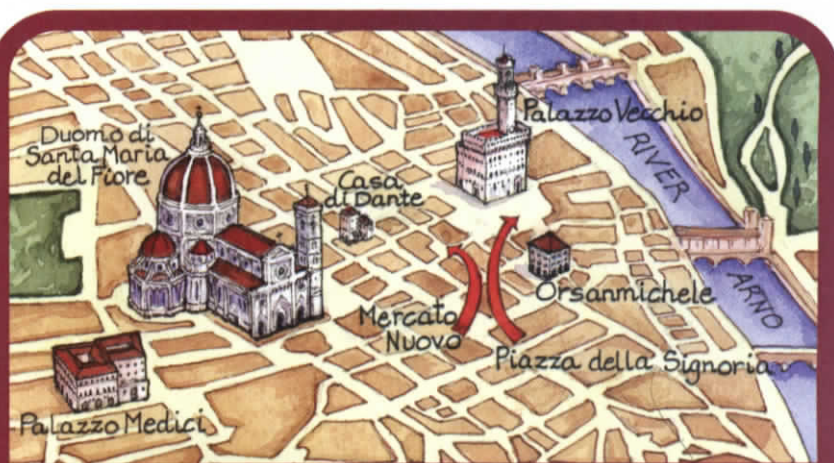 Palazzo Vecchio
RIVER
Duomo di
Santa Maria
del Fiore
Casa
di Dante
Orsanmichele
ARNO
Mercato
Nuovo
Piazza della Signoria
Palazzo Medici